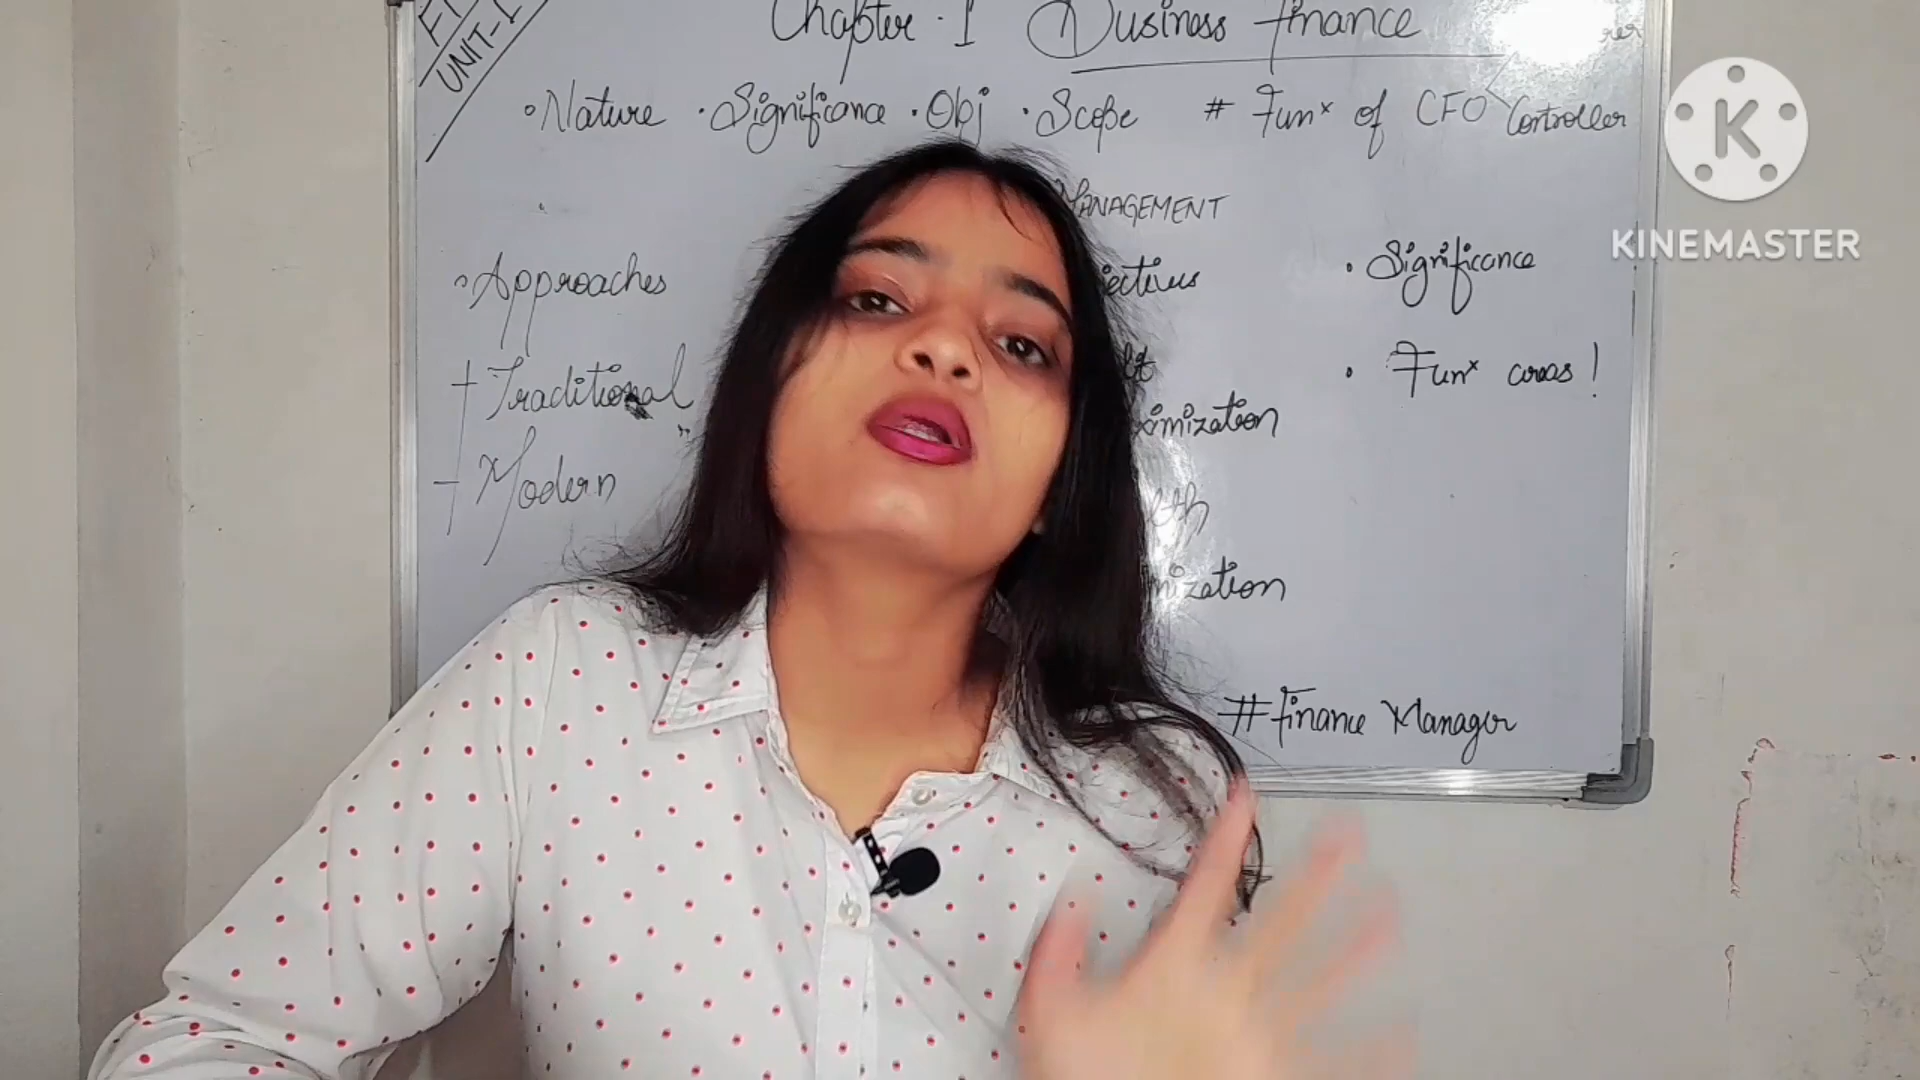 UNIT-I
Chapter-I Business finance
•Nature •Significance •Obj •Scope # Funˣ of CFO Controller
MANAGEMENT
•Approaches
•Significance
Traditional
•Funˣ areas!
Modern
#Finance Manager
K
KINEMASTER